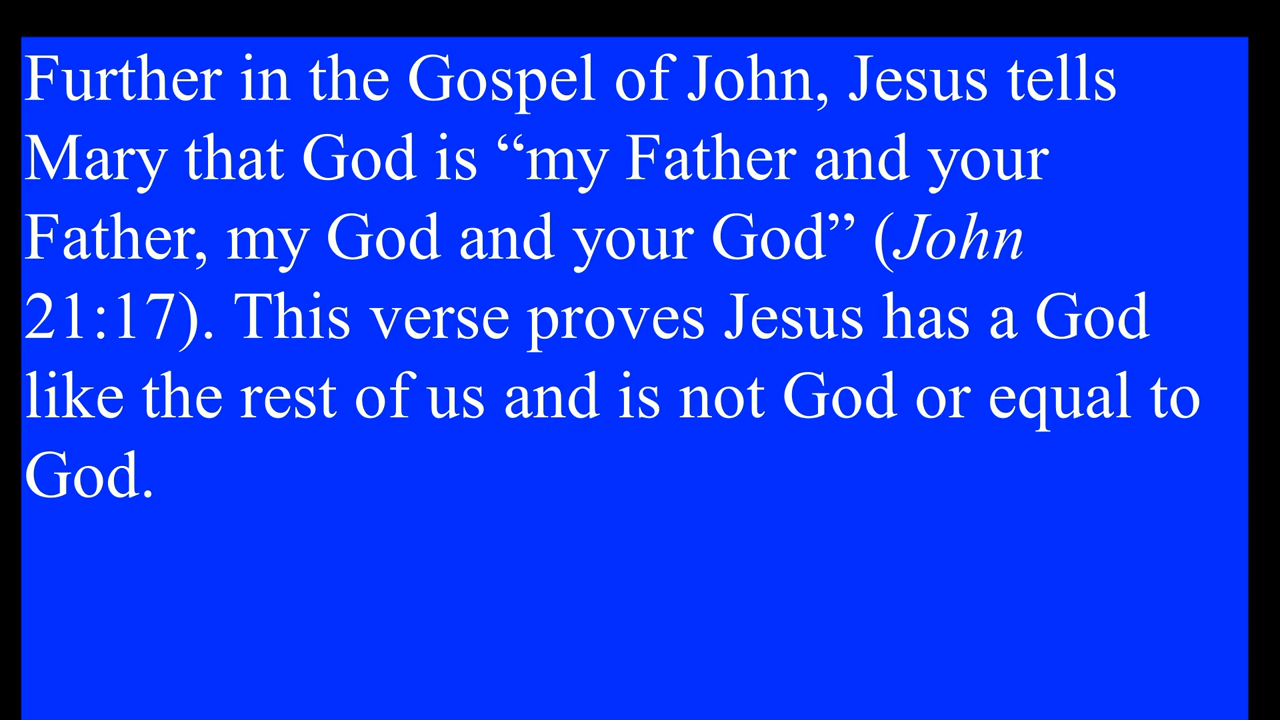 Further in the Gospel of John, Jesus tells
Mary that God is “my Father and your
Father, my God and your God” (John
21:17). This verse proves Jesus has a God
like the rest of us and is not God or equal to
God.